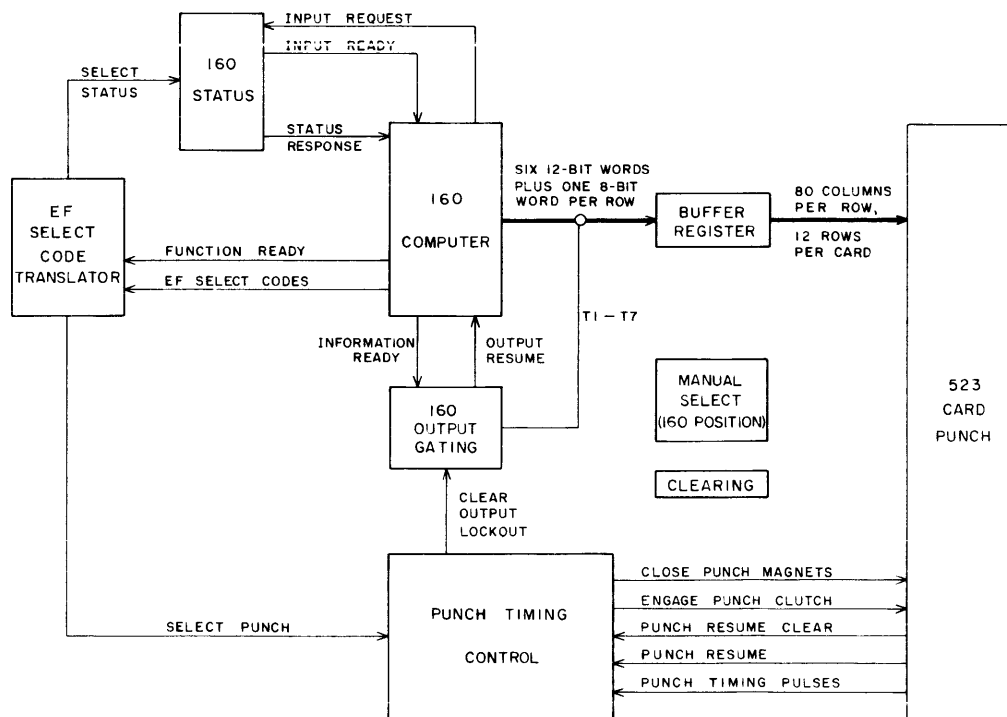 INPUT REQUEST
INPUT READY
160
STATUS
SELECT
STATUS
STATUS
RESPONSE
EF
SELECT
CODE
TRANSLATOR
160
COMPUTER
FUNCTION READY
EF SELECT CODES
SIX 12-BIT WORDS
PLUS ONE 8-BIT
WORD PER ROW
BUFFER
REGISTER
80 COLUMNS
PER ROW,
12 ROWS
PER CARD
T1-T7
INFORMATION
READY
OUTPUT
RESUME
160
OUTPUT
GATING
MANUAL
SELECT
(160 POSITION)
CLEARING
523
CARD
PUNCH
CLEAR
OUTPUT
LOCKOUT
SELECT PUNCH
PUNCH TIMING
CONTROL
CLOSE PUNCH MAGNETS
ENGAGE PUNCH CLUTCH
PUNCH RESUME CLEAR
PUNCH RESUME
PUNCH TIMING PULSES